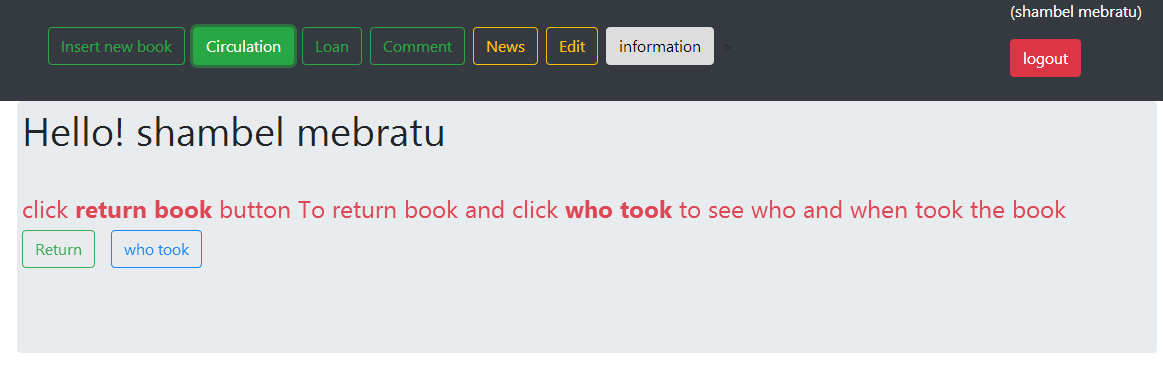 (shambel mebratu)
Insert new book Circulation Loan Comment News Edit information >
logout
Hello! shambel mebratu
click return book button To return book and click who took to see who and when took the book
Return who took